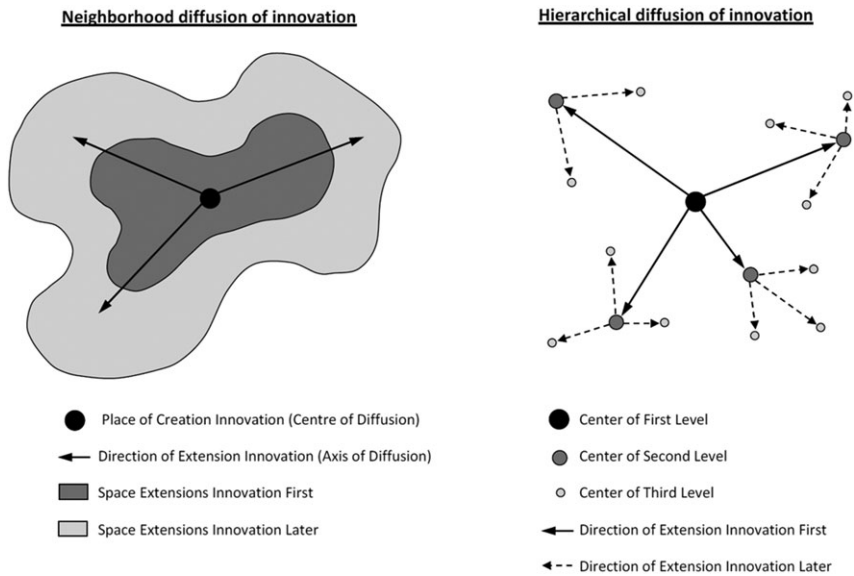 Neighborhood diffusion of innovation
Hierarchical diffusion of innovation
Place of Creation Innovation (Centre of Diffusion)
Direction of Extension Innovation (Axis of Diffusion)
Space Extensions Innovation First
Space Extensions Innovation Later
Center of First Level
Center of Second Level
Center of Third Level
Direction of Extension Innovation First
Direction of Extension Innovation Later